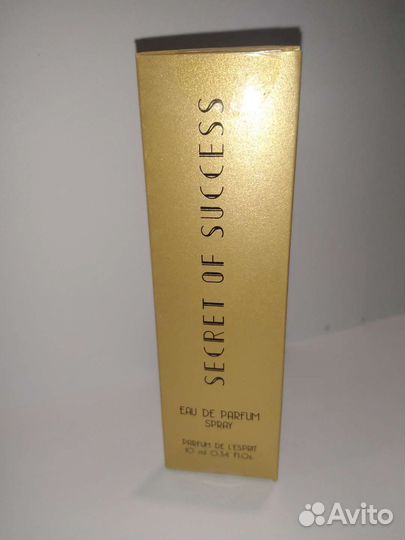 SECRET OF SUCCESS
EAU DE PARFUM
SPRAY
PARFUM DE L'ESPRIT
10 ml 0.34 Fl.Oz.
Avito